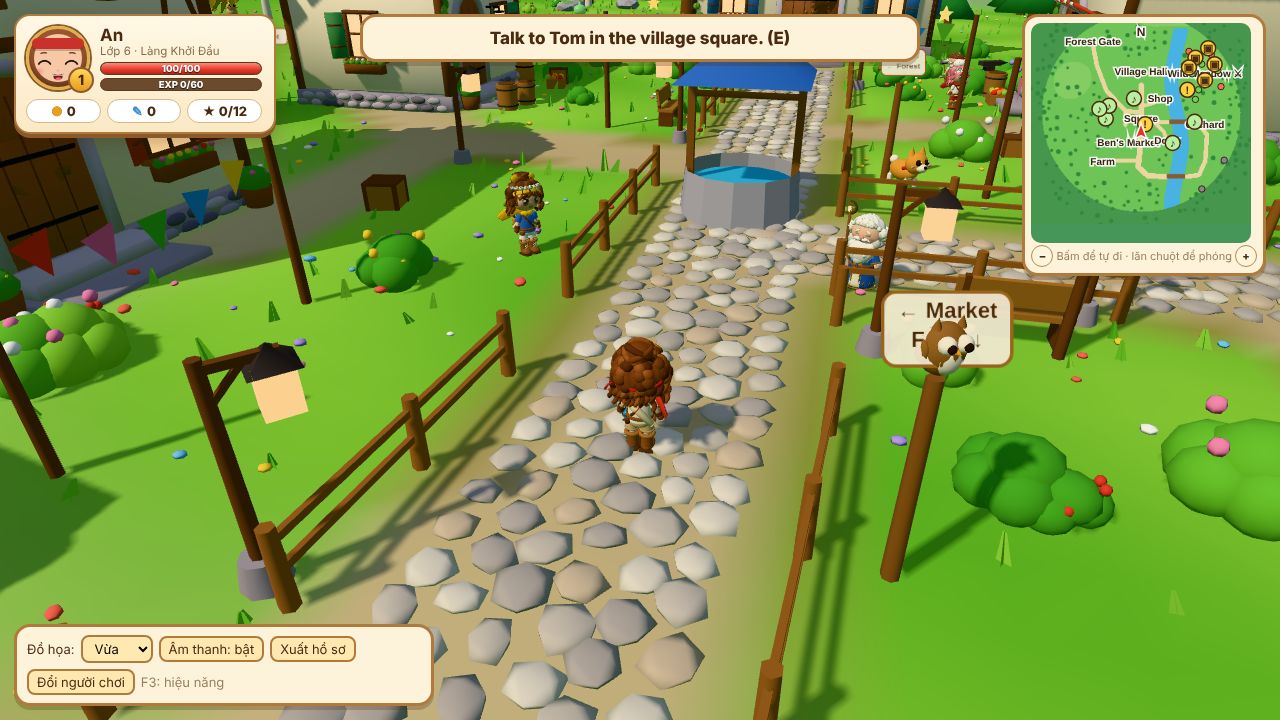 An
Lớp 6 · Làng Khởi Đầu
100/100
EXP 0/60
1
0
0
★ 0/12
Talk to Tom in the village square. (E)
← Forest
← Market
N
Forest Gate
Village Hall
Shop
Ben's Market
Farm
− Bấm để tự đi · lăn chuột để phóng +
Đồ họa: Vừa Âm thanh: bật Xuất hồ sơ
Đổi người chơi F3: hiệu năng